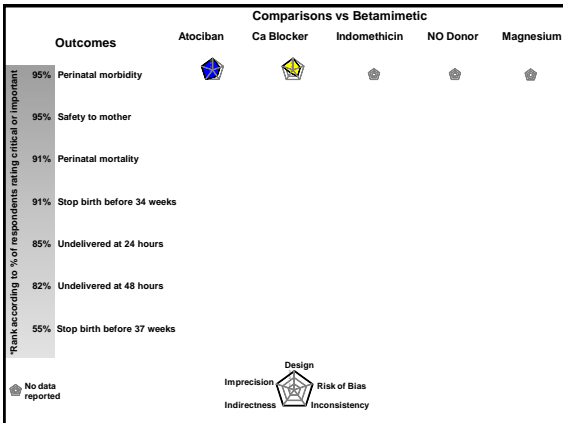 Comparisons vs Betamimetic
Outcomes
Atociban
Ca Blocker
Indomethicin
NO Donor
Magnesium
*Rank according to % of respondents rating critical or important
95% Perinatal morbidity
95% Safety to mother
91% Perinatal mortality
91% Stop birth before 34 weeks
85% Undelivered at 24 hours
82% Undelivered at 48 hours
55% Stop birth before 37 weeks
No data
reported
Design
Imprecision
Risk of Bias
Indirectness
Inconsistency